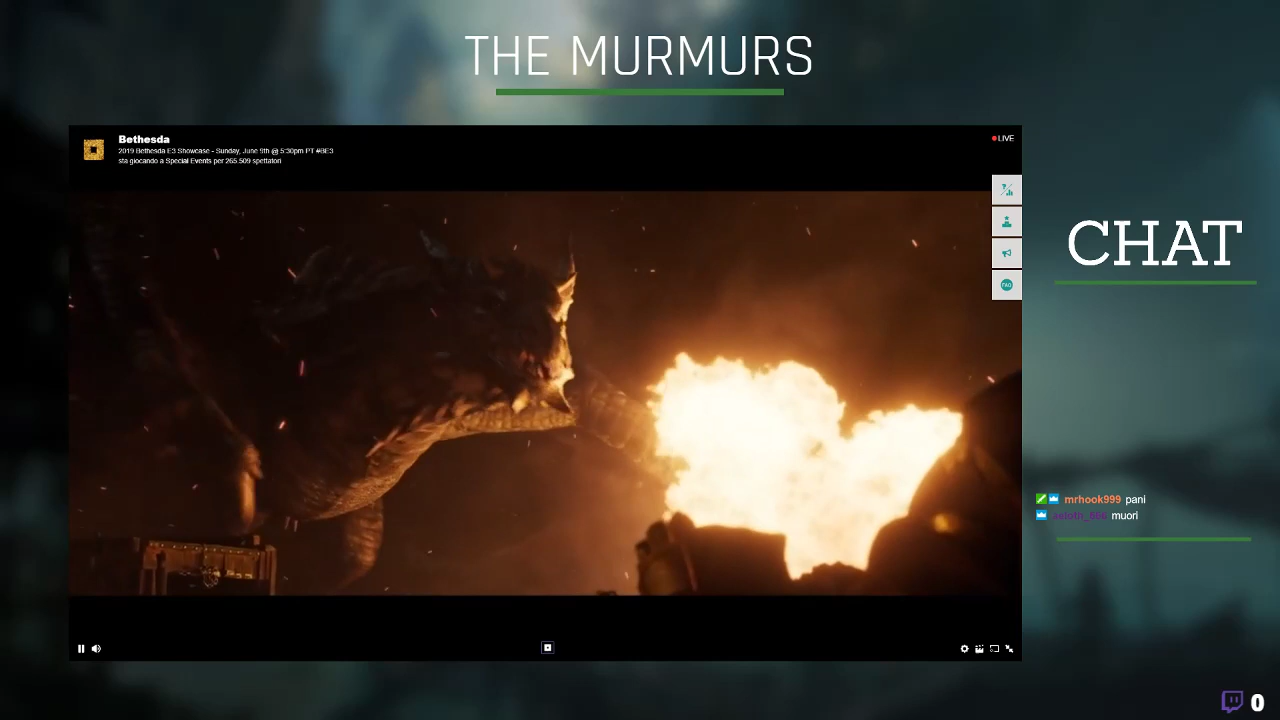 THE MURMURS
Bethesda
2019 Bethesda E3 Showcase - Sunday, June 9th @ 5:30pm PT #BE3
sta giocando a Special Events per 265.509 spettatori
LIVE
FAQ
CHAT
mrhook999 pani
muori
0